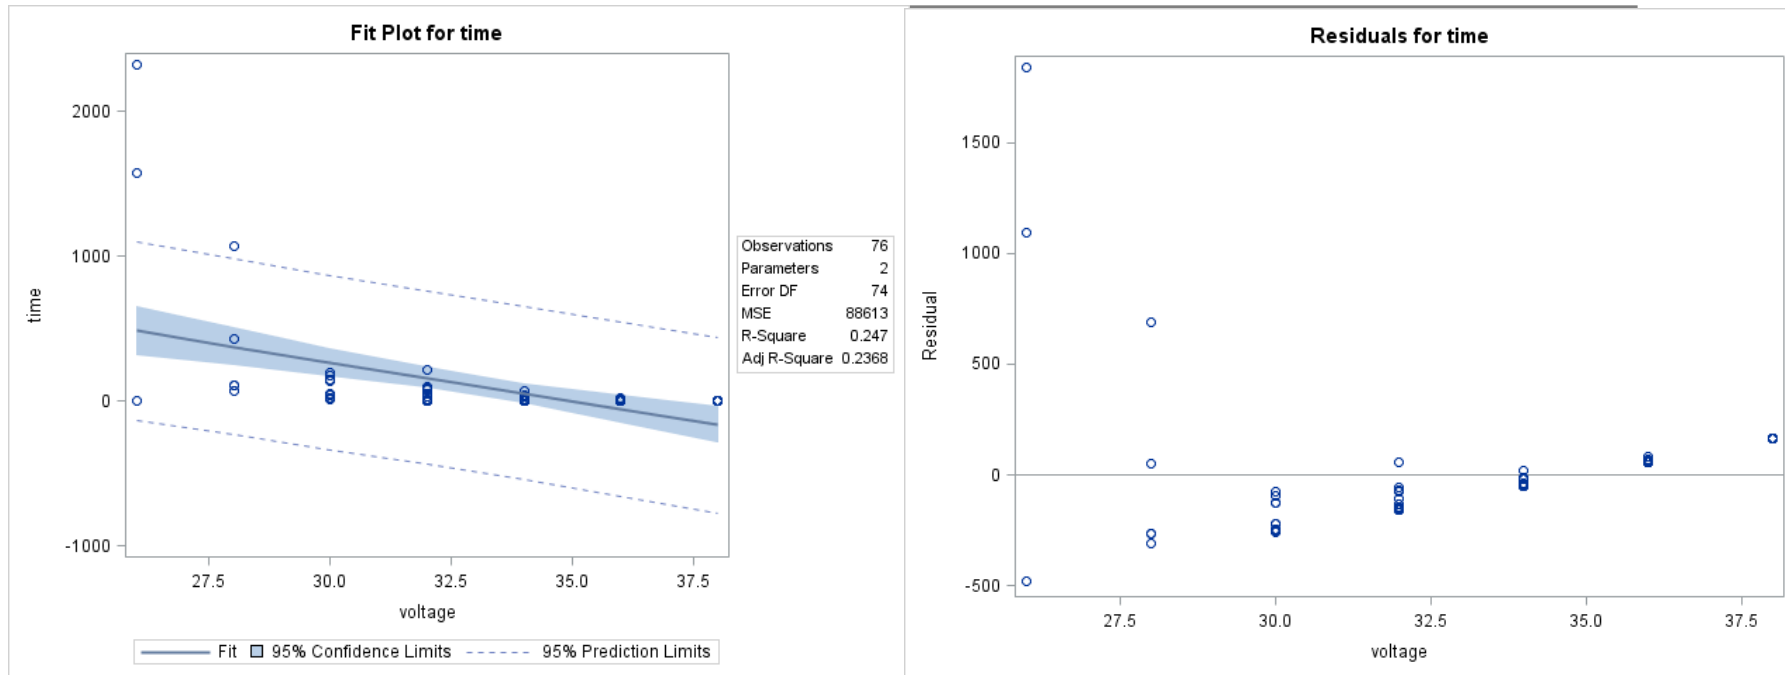 Fit Plot for time
2000
1000
0
-1000
time
27.5 30.0 32.5 35.0 37.5
voltage
Fit 95% Confidence Limits 95% Prediction Limits
Observations 76
Parameters 2
Error DF 74
MSE 88613
R-Square 0.247
Adj R-Square 0.2368
Residuals for time
1500
1000
500
0
-500
Residual
27.5 30.0 32.5 35.0 37.5
voltage